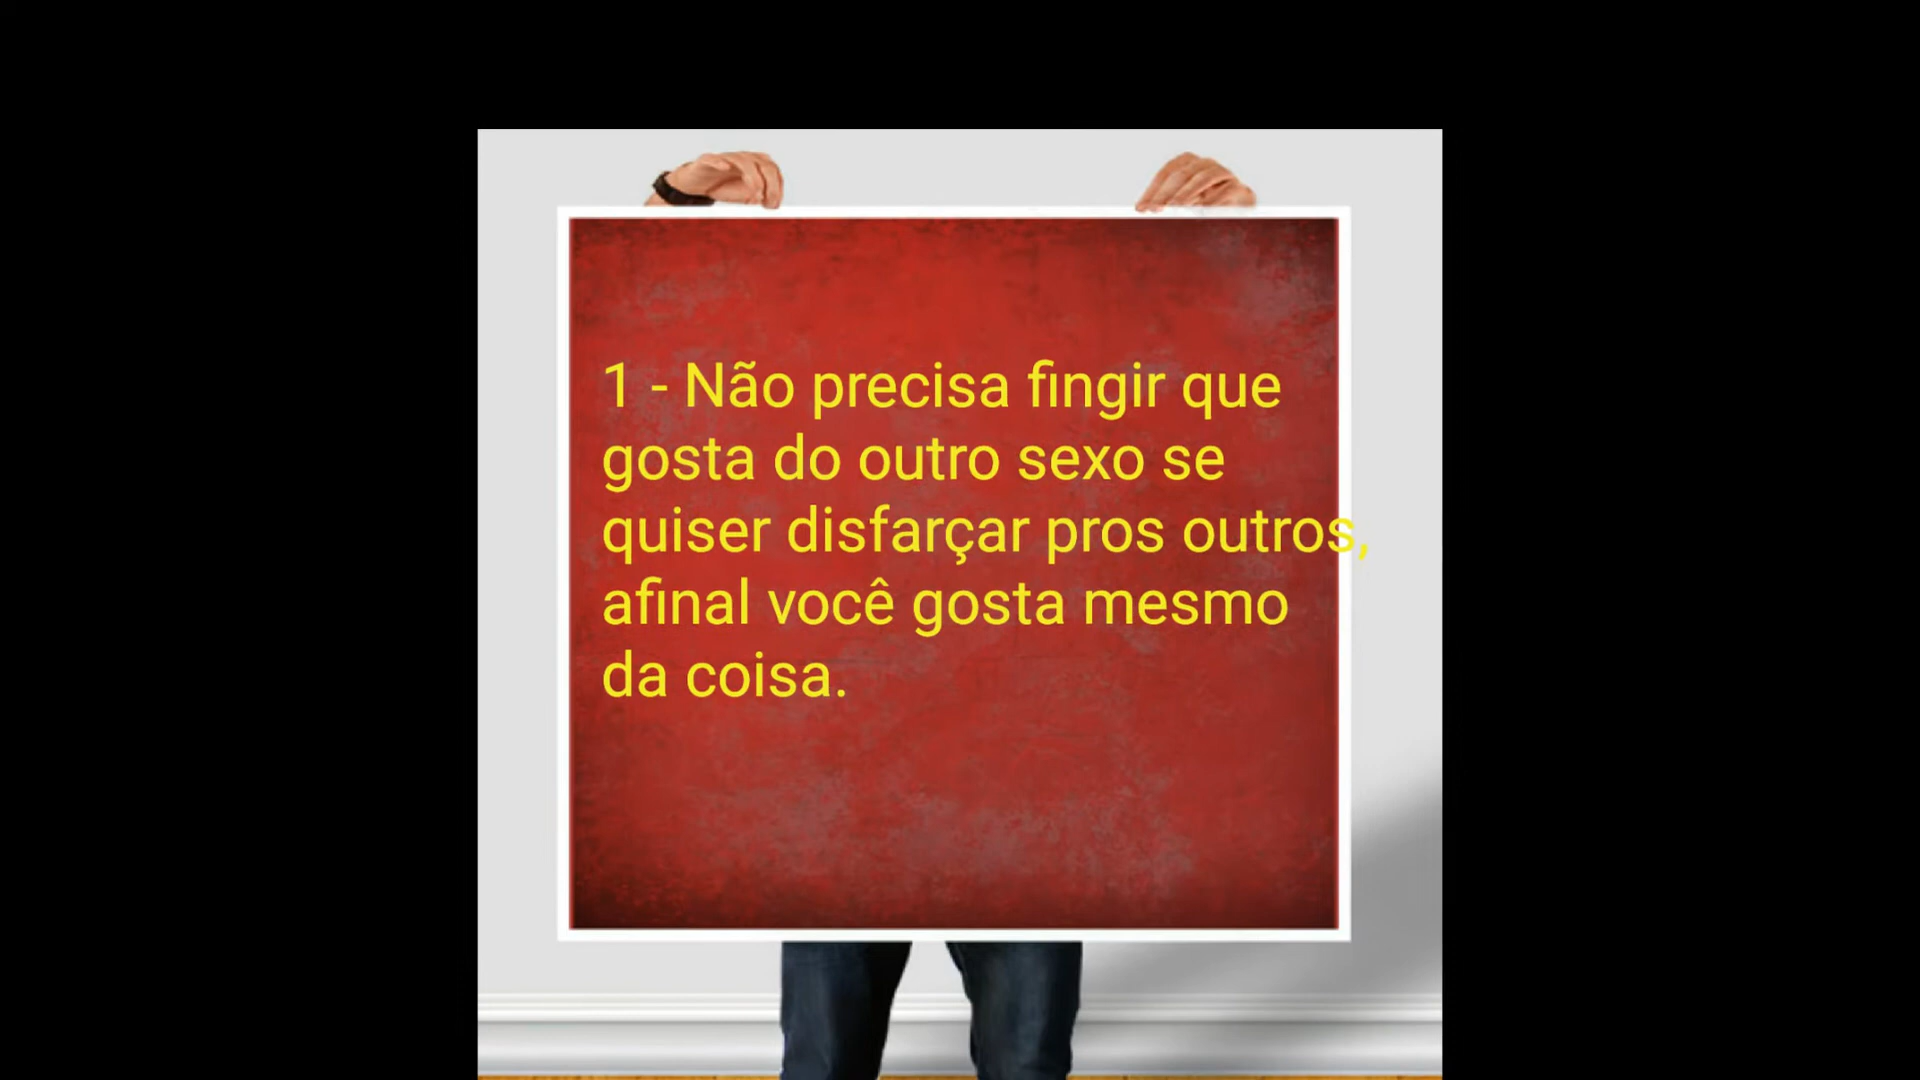 1 - Não precisa fingir que
gosta do outro sexo se
quiser disfarçar pros outros,
afinal você gosta mesmo
da coisa.